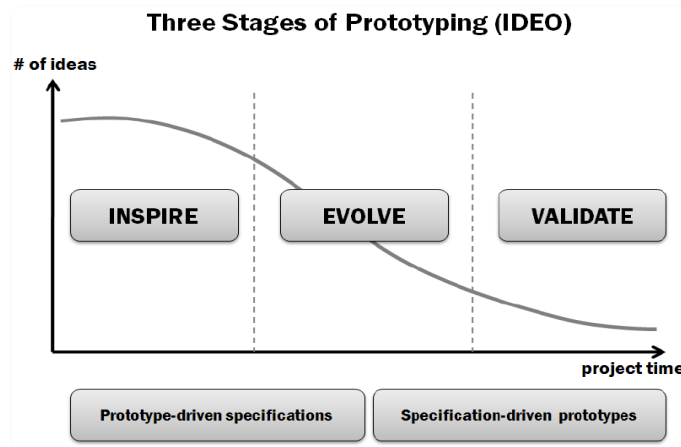 Three Stages of Prototyping (IDEO)
# of ideas
INSPIRE
EVOLVE
VALIDATE
project time
Prototype-driven specifications
Specification-driven prototypes